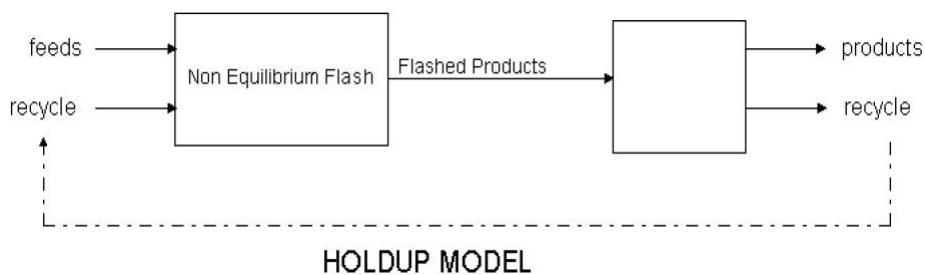 feeds
Non Equilibrium Flash
Flashed Products
products
recycle
recycle
HOLDUP MODEL